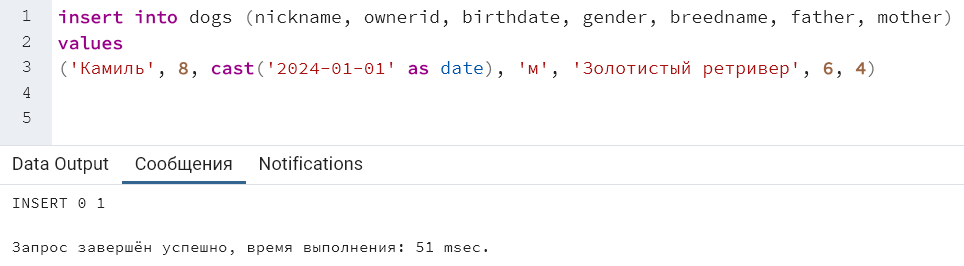 1 insert into dogs (nickname, ownerid, birthdate, gender, breedname, father, mother)
2 values
3 ('Камиль', 8, cast('2024-01-01' as date), 'м', 'Золотистый ретривер', 6, 4)
4
5
Data Output Сообщения Notifications
INSERT 0 1
Запрос завершён успешно, время выполнения: 51 msec.